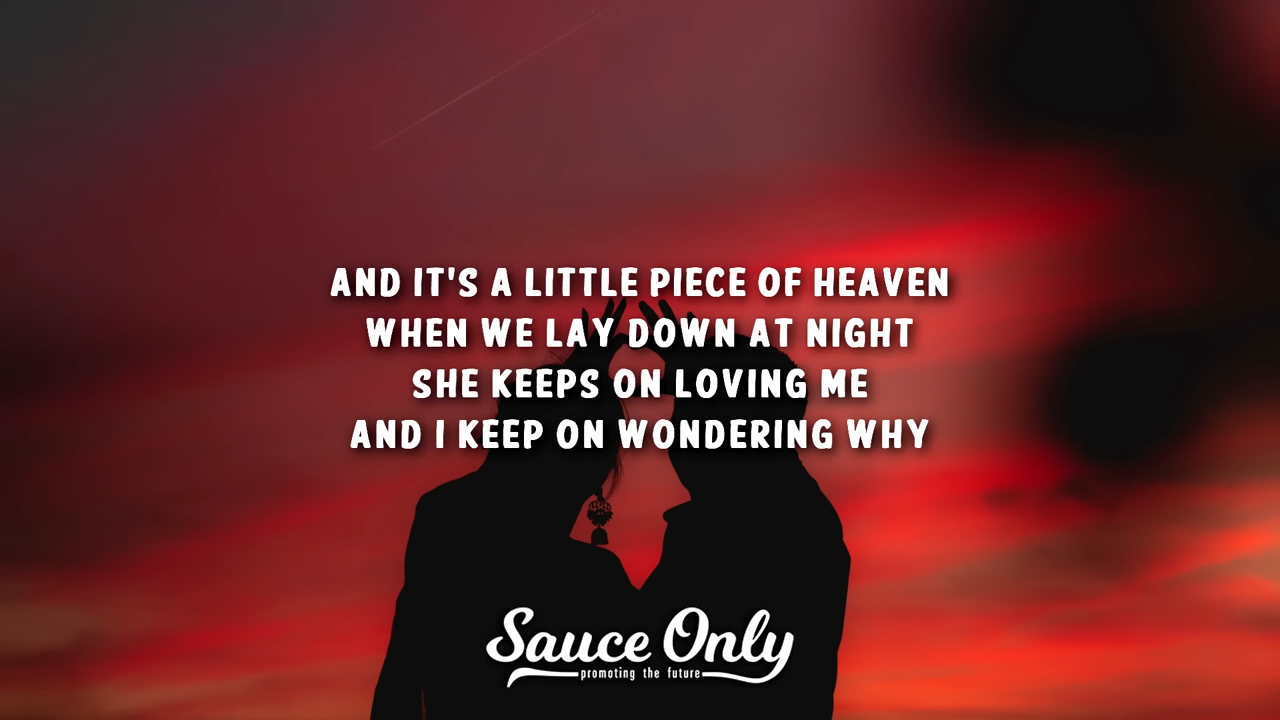 AND IT'S A LITTLE PIECE OF HEAVEN
WHEN WE LAY DOWN AT NIGHT
SHE KEEPS ON LOVING ME
AND I KEEP ON WONDERING WHY
Sauce Only
promoting the future